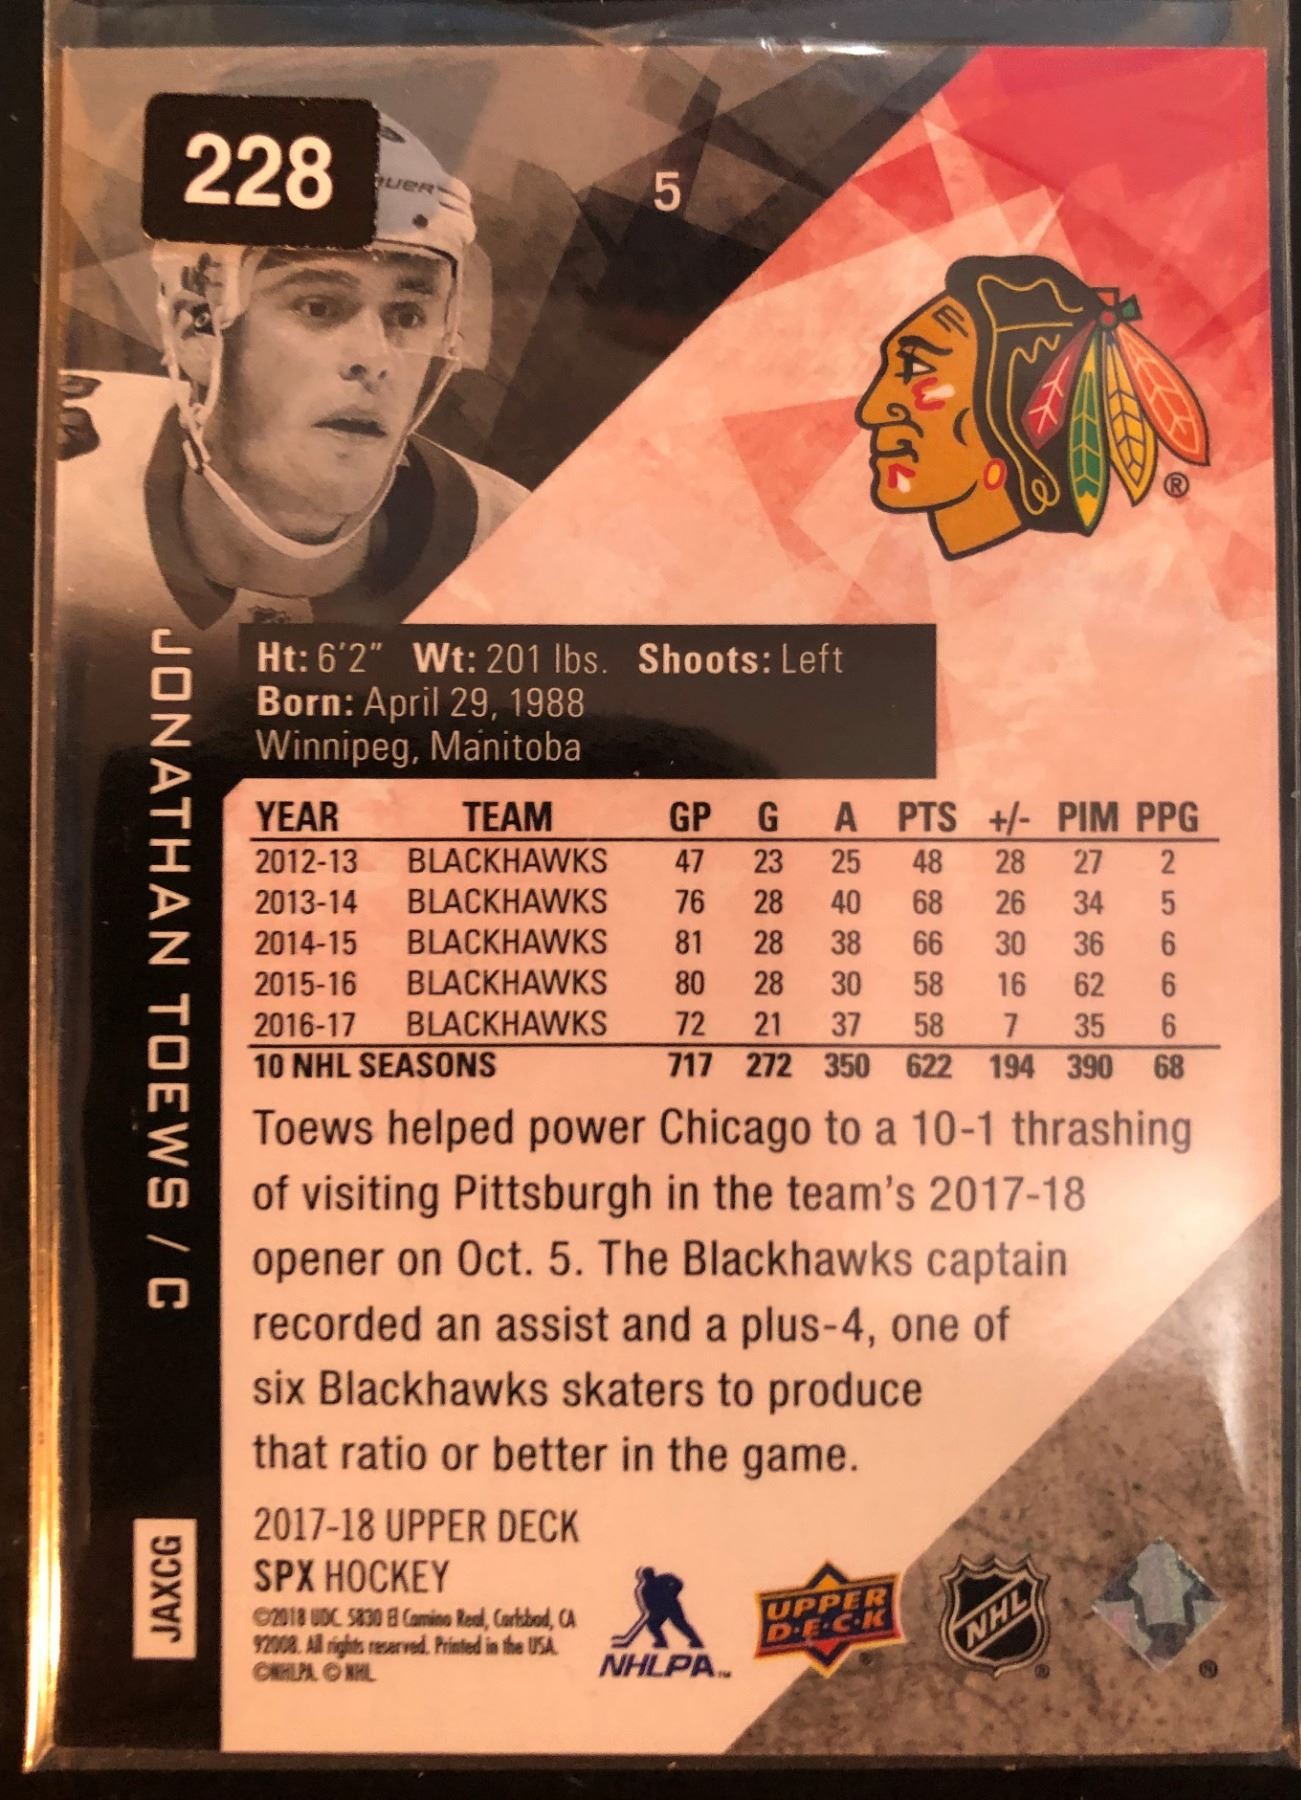 228
BAUER
5
®
Ht: 6'2" Wt: 201 lbs. Shoots: Left
Born: April 29, 1988
Winnipeg, Manitoba
JONATHAN TOEWS / C
YEAR TEAM GP G A PTS +/- PIM PPG
2012-13 BLACKHAWKS 47 23 25 48 28 27 2
2013-14 BLACKHAWKS 76 28 40 68 26 34 5
2014-15 BLACKHAWKS 81 28 38 66 30 36 6
2015-16 BLACKHAWKS 80 28 30 58 16 62 6
2016-17 BLACKHAWKS 72 21 37 58 7 35 6
10 NHL SEASONS 717 272 350 622 194 390 68
Toews helped power Chicago to a 10-1 thrashing
of visiting Pittsburgh in the team's 2017-18
opener on Oct. 5. The Blackhawks captain
recorded an assist and a plus-4, one of
six Blackhawks skaters to produce
that ratio or better in the game.
JAXCG
2017-18 UPPER DECK
SPX HOCKEY
©2018 UDC. 5830 El Camino Real, Carlsbad, CA
92008. All rights reserved. Printed in the USA.
©NHLPA. © NHL
NHLPA™
UPPER
D·E·C·K ®
NHL ®
®